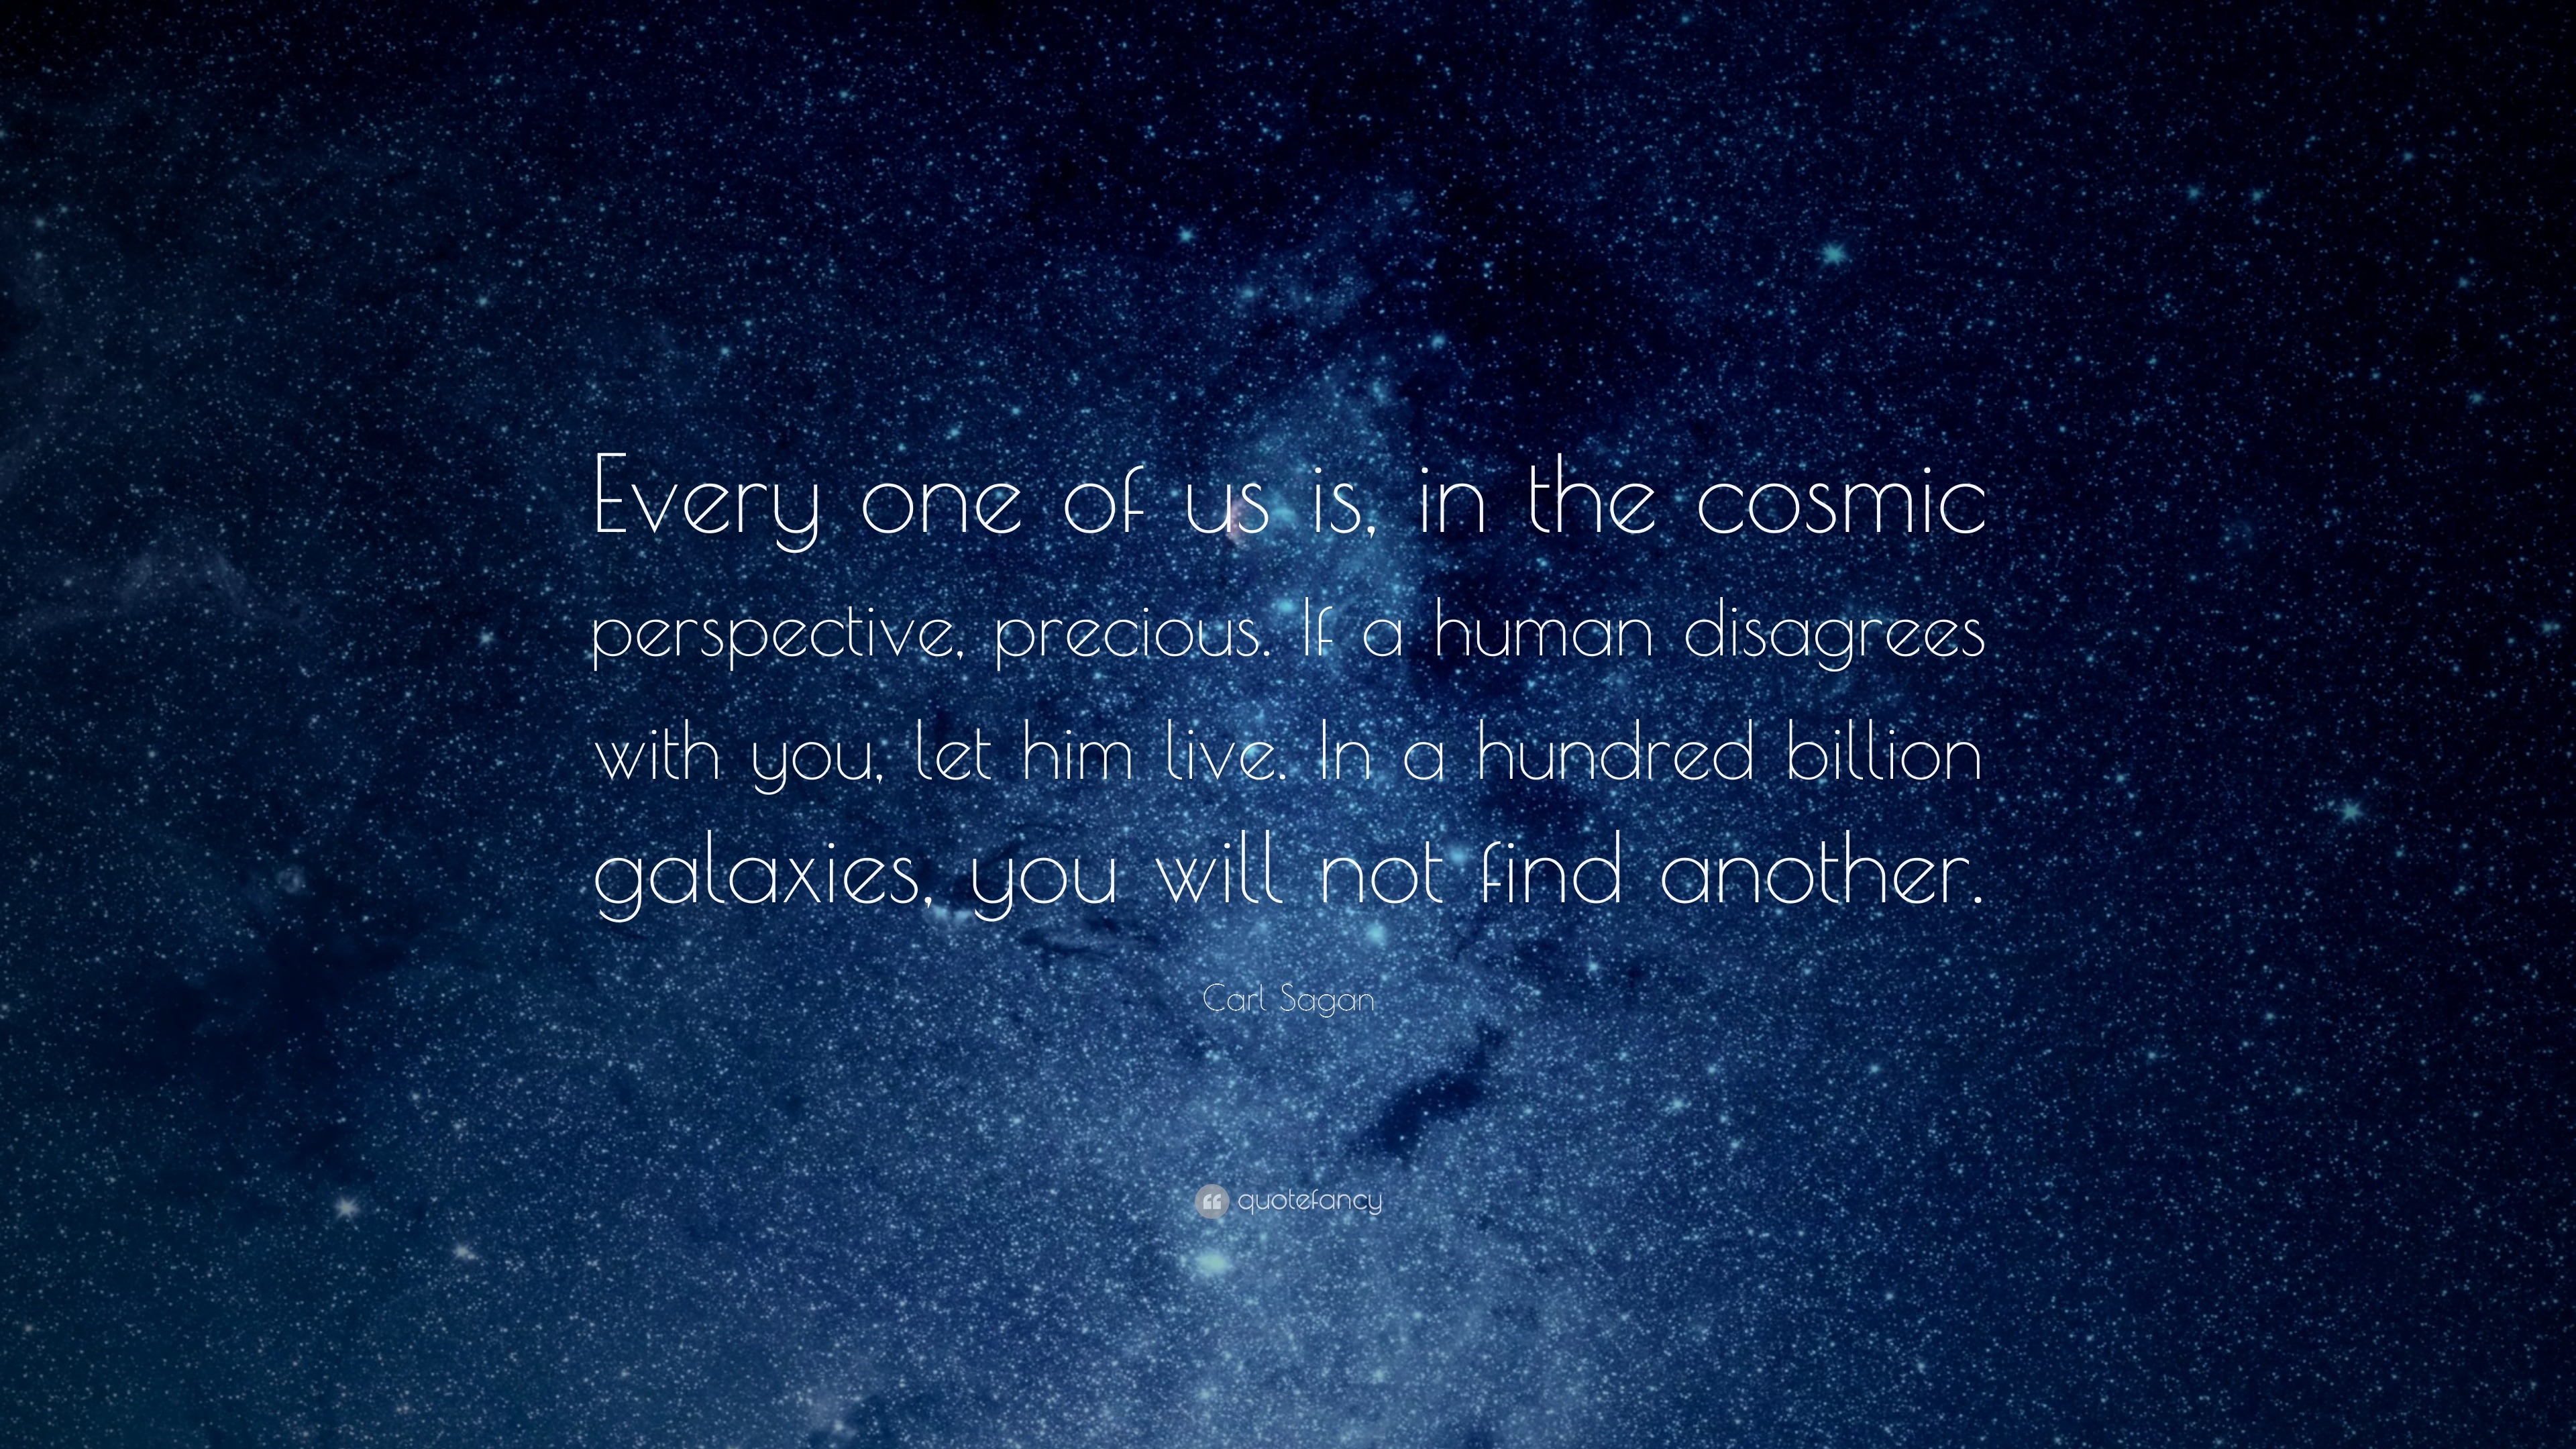 Every one of us is, in the cosmic
perspective, precious. If a human disagrees
with you, let him live. In a hundred billion
galaxies, you will not find another.
Carl Sagan
quotefancy